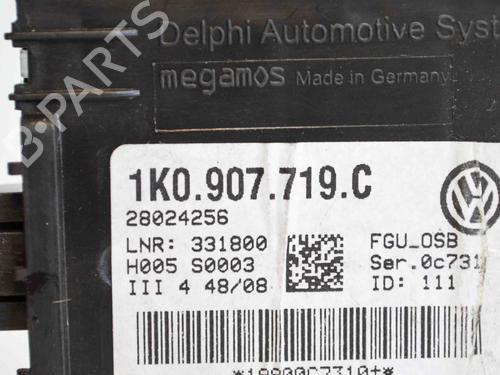 Delphi Automotive Syst
megamos Made in Germany
1K0.907.719.C
28024256
LNR: 331800 FGU_OSB
H005 S0003 Ser.0c731
III 4 48/08 ID: 111
*18800C7310+*
B-PARTS